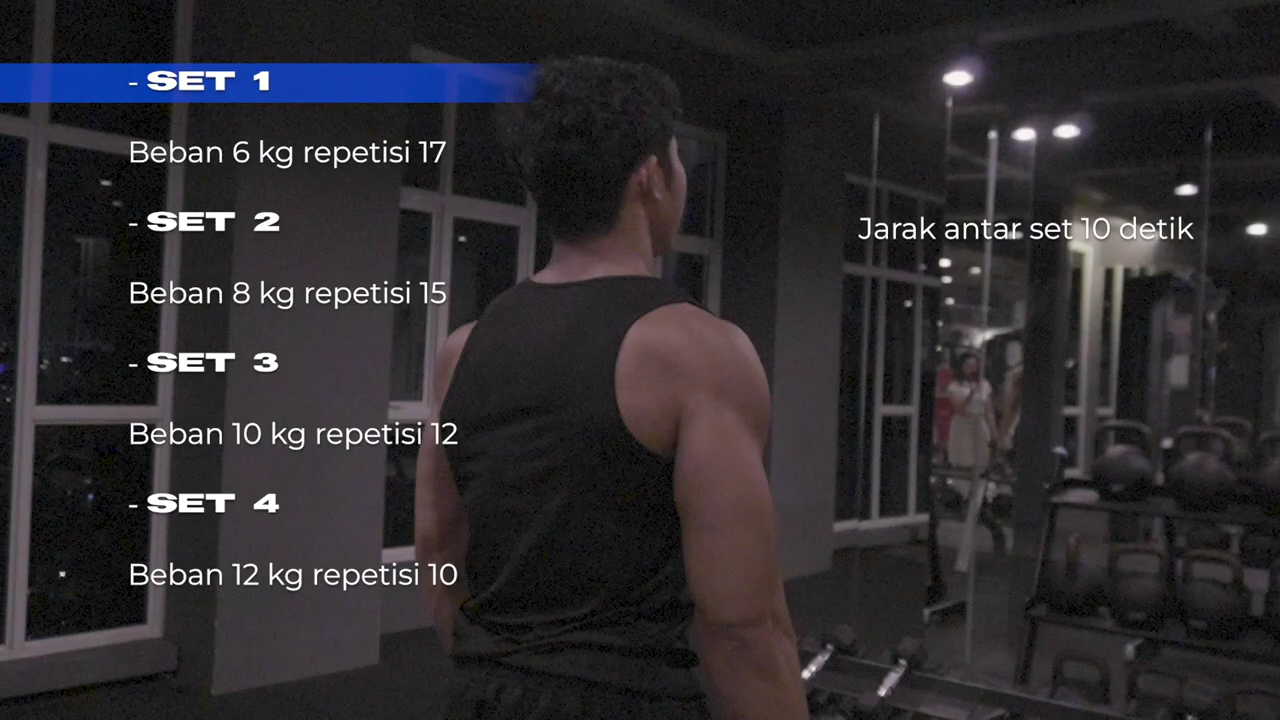 - SET 1
Beban 6 kg repetisi 17
- SET 2
Beban 8 kg repetisi 15
- SET 3
Beban 10 kg repetisi 12
- SET 4
Beban 12 kg repetisi 10
Jarak antar set 10 detik